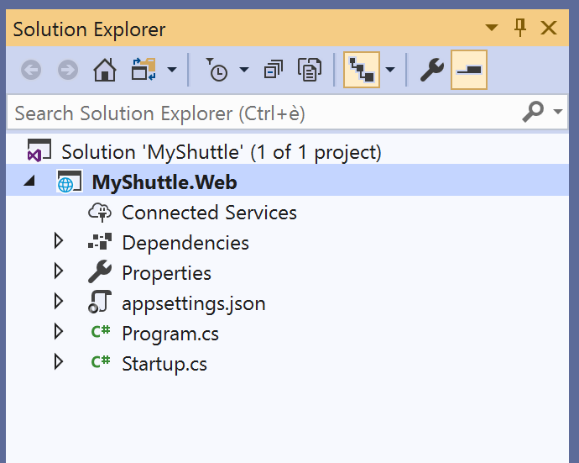 Solution Explorer
Search Solution Explorer (Ctrl+è)
Solution 'MyShuttle' (1 of 1 project)
MyShuttle.Web
Connected Services
Dependencies
Properties
appsettings.json
C# Program.cs
C# Startup.cs